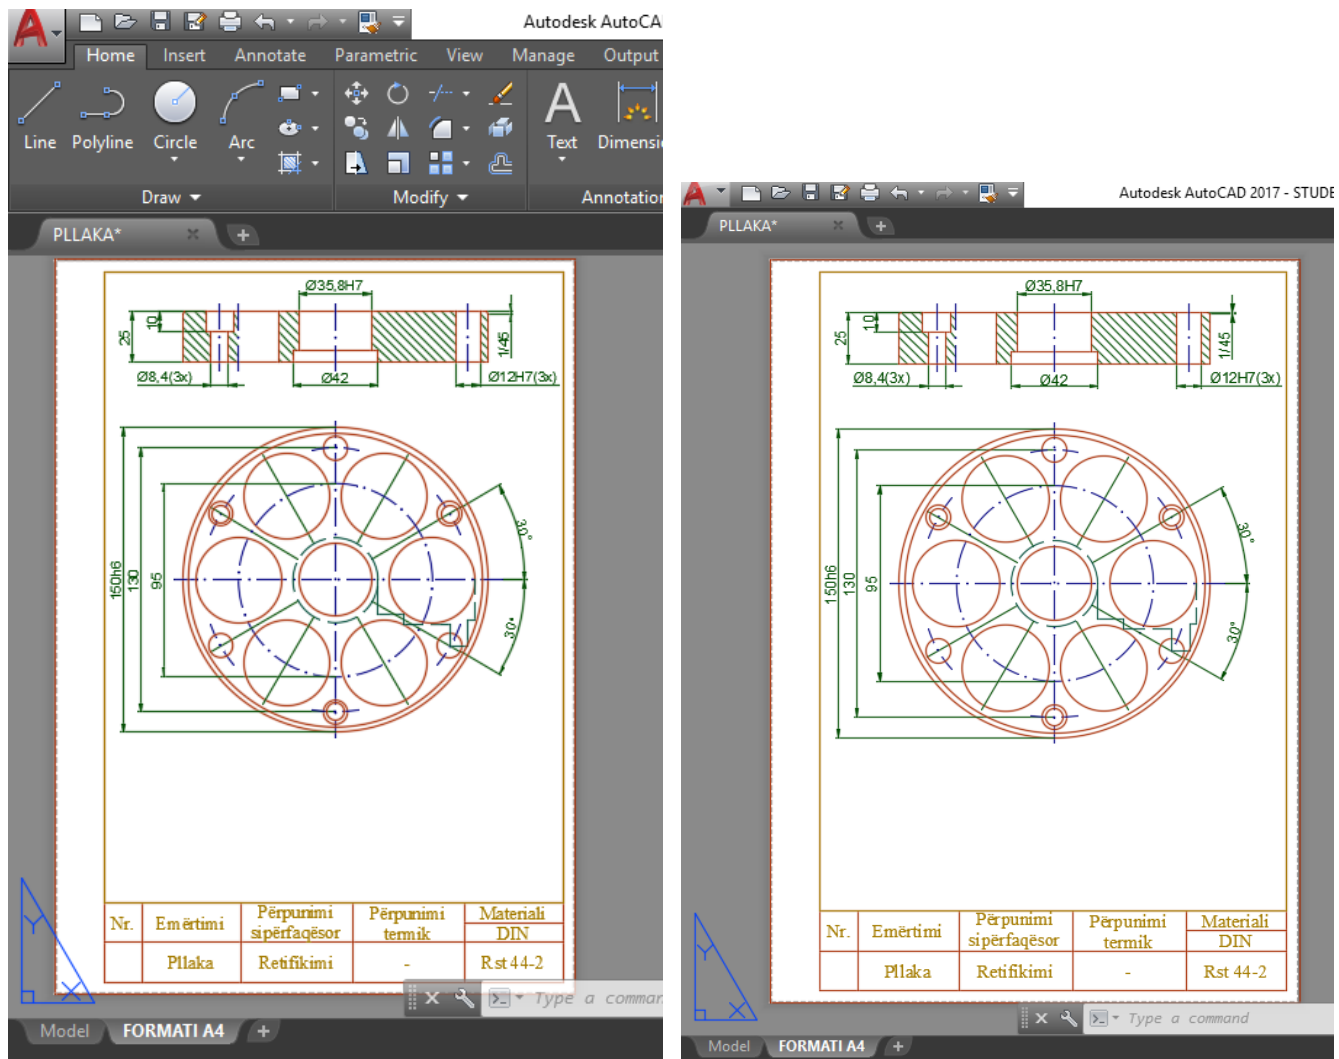 Autodesk AutoCA
Home Insert Annotate Parametric View Manage Output
Line Polyline Circle Arc Text Dimensi
Draw Modify Annotation
PLLAKA*
Ø35,8H7
10
25
1/45
Ø8,4(3x) Ø42 Ø12H7(3x)
30°
150h6
130
95
30°
Nr. Emërtimi Përpunimi sipërfaqësor Përpunimi termik Materiali
DIN
Pllaka Retifikimi - Rst 44-2
Type a comman
Model FORMATI A4
Autodesk AutoCAD 2017 - STUDE
PLLAKA*
Ø35,8H7
10
25
1/45
Ø8,4(3x) Ø42 Ø12H7(3x)
30°
150h6
130
95
30°
Nr. Emërtimi Përpunimi sipërfaqësor Përpunimi termik Materiali
DIN
Pllaka Retifikimi - Rst 44-2
Type a command
Model FORMATI A4